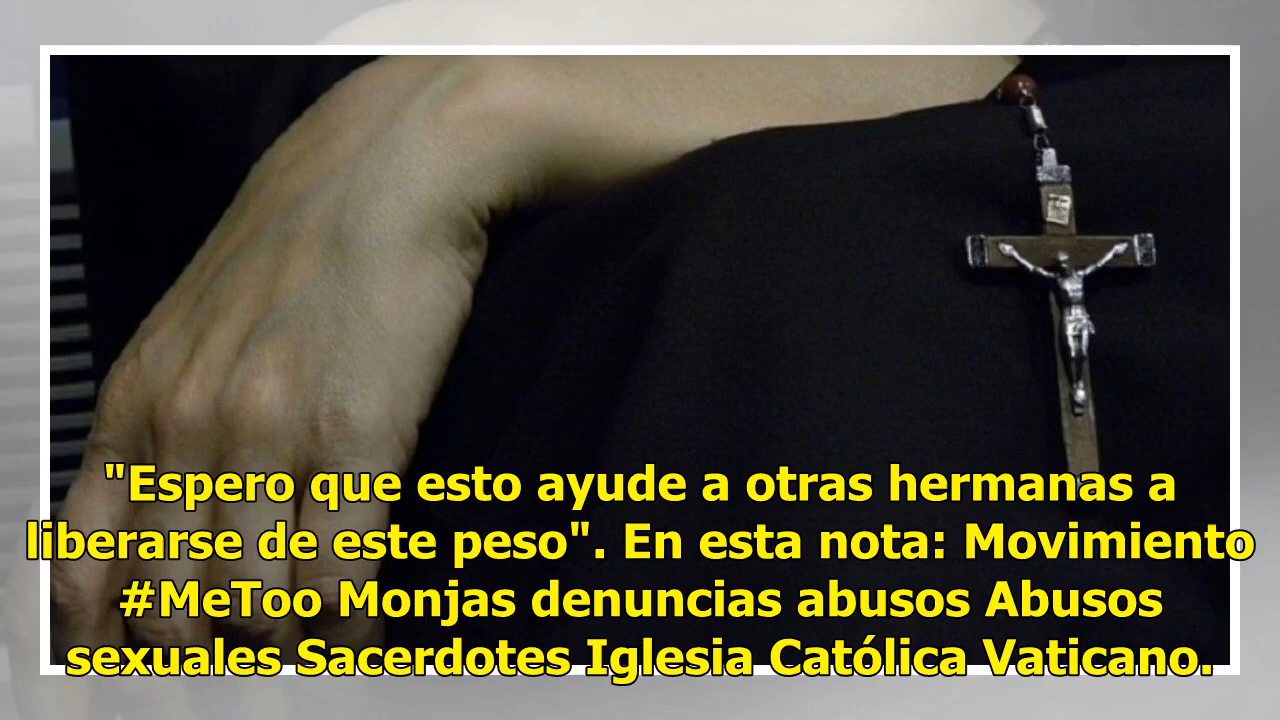 "Espero que esto ayude a otras hermanas a
liberarse de este peso". En esta nota: Movimiento
#MeToo Monjas denuncias abusos Abusos
sexuales Sacerdotes Iglesia Católica Vaticano.